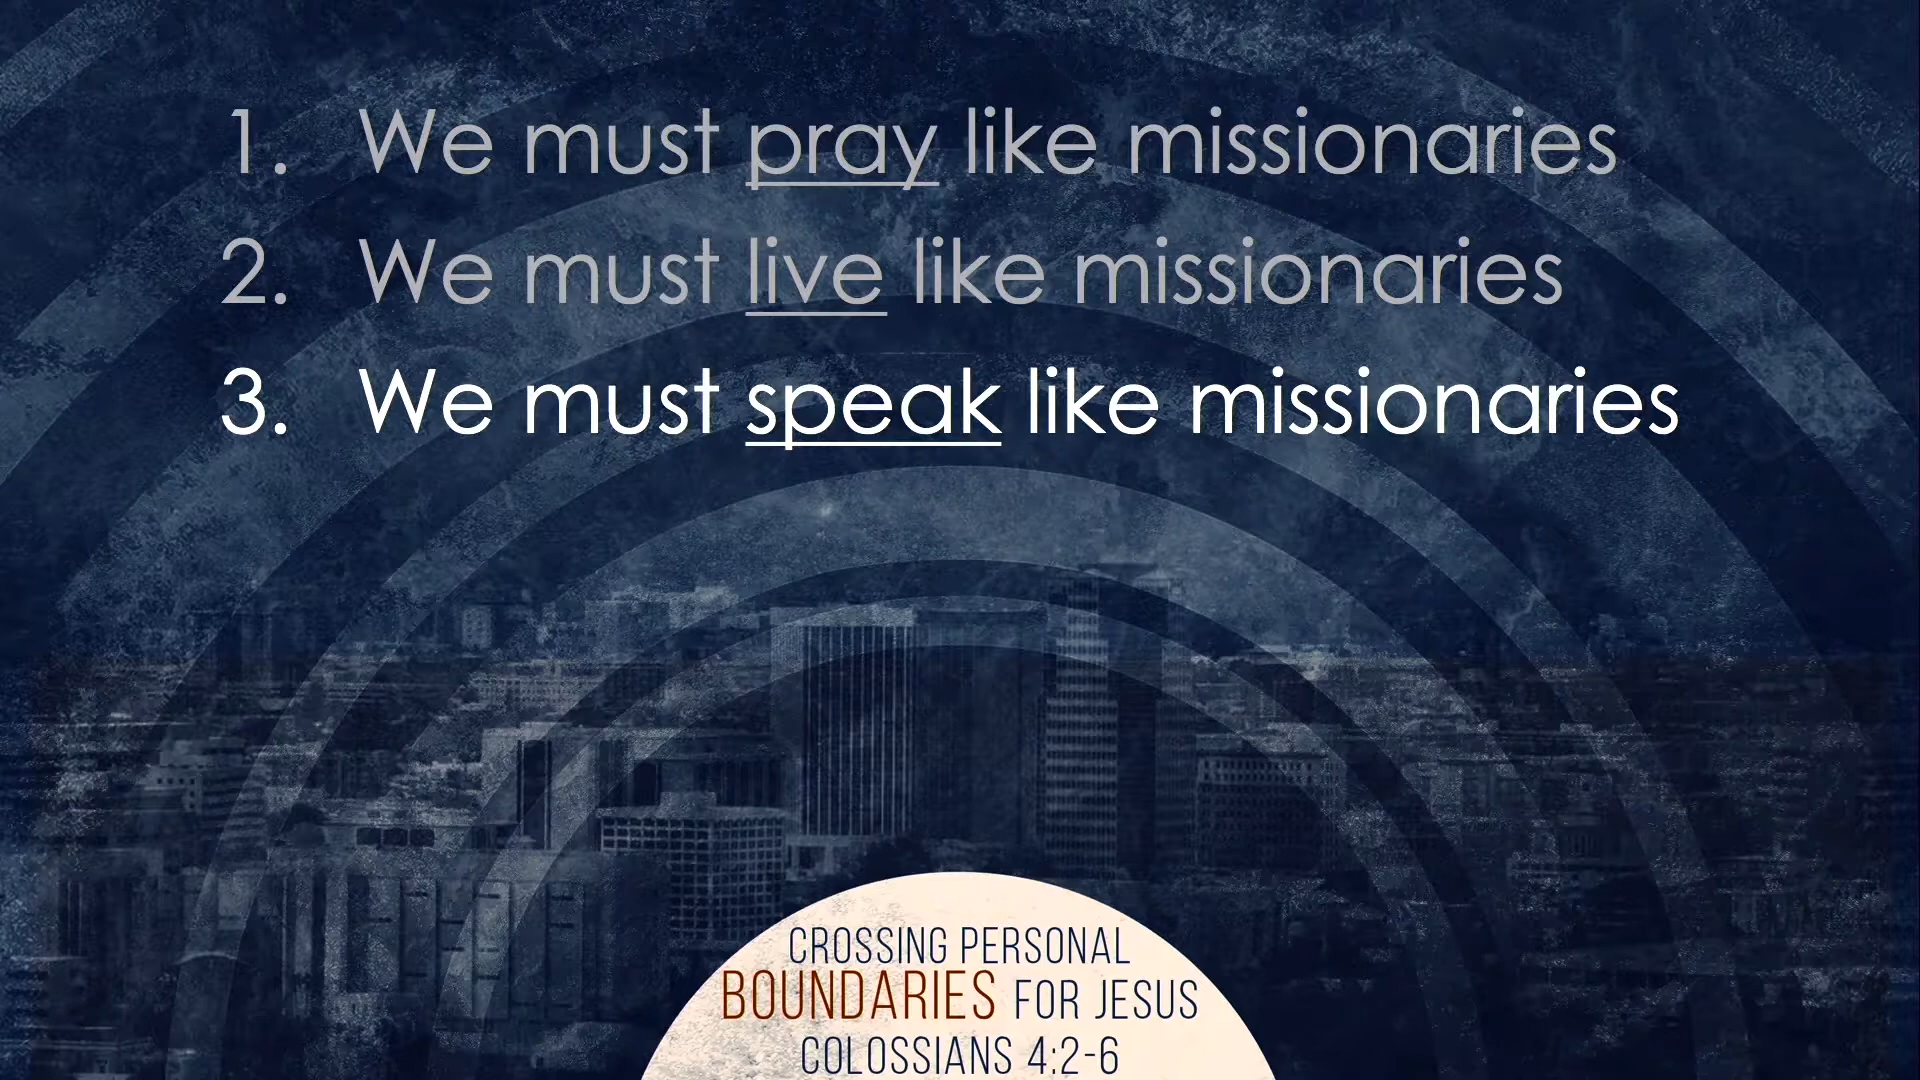 1. We must pray like missionaries
2. We must live like missionaries
3. We must speak like missionaries
CROSSING PERSONAL
BOUNDARIES FOR JESUS
COLOSSIANS 4:2-6